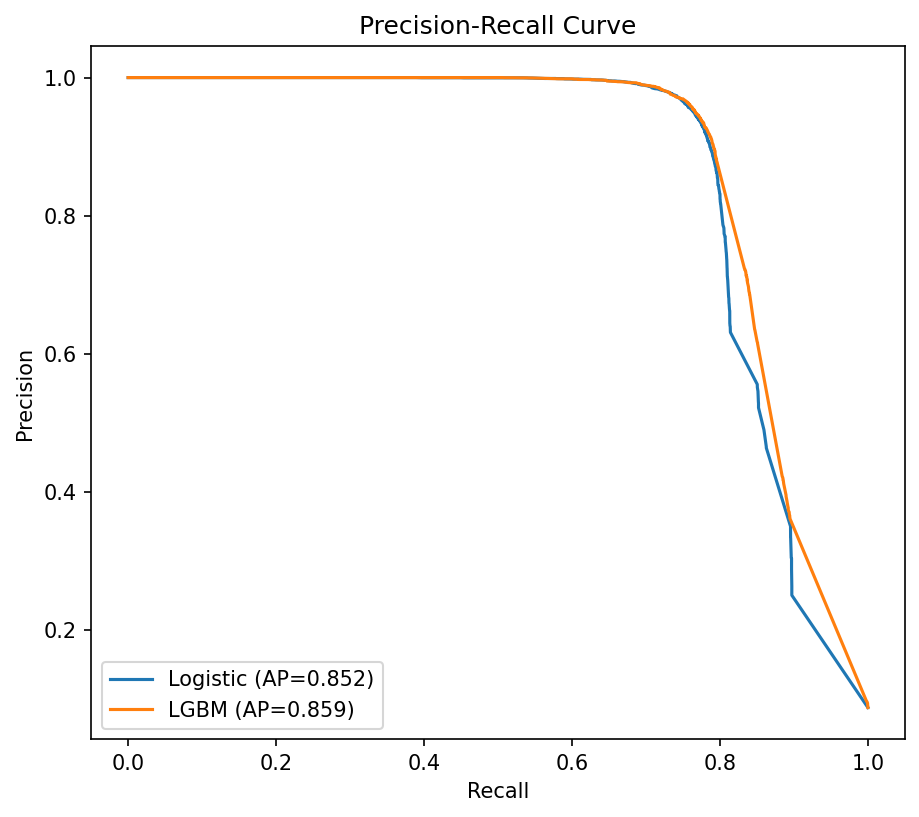 Precision-Recall Curve
1.0
0.8
0.6
0.4
0.2
Precision
Logistic (AP=0.852)
LGBM (AP=0.859)
0.0 0.2 0.4 0.6 0.8 1.0
Recall